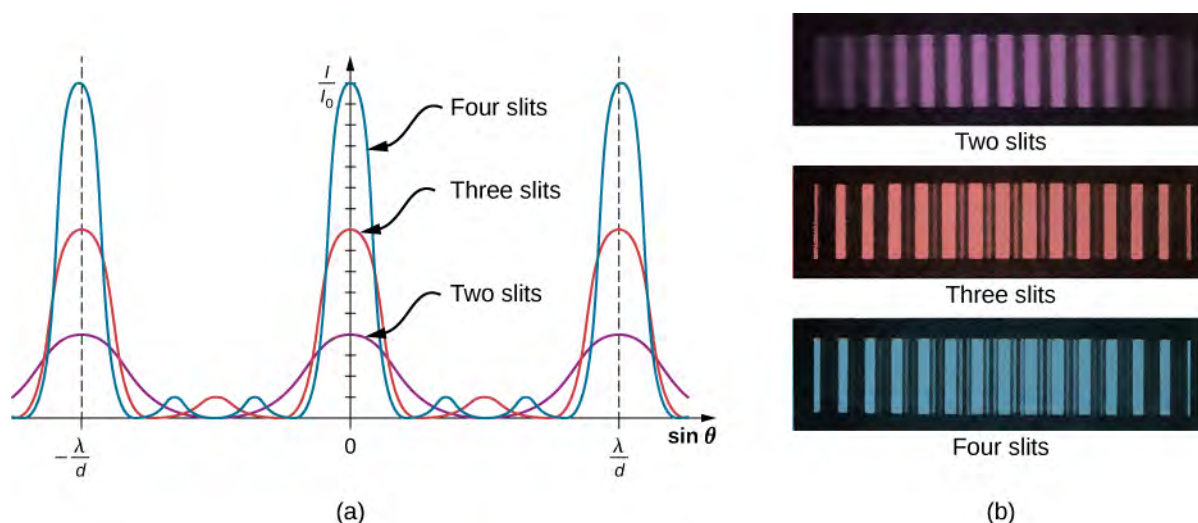 I
I₀
Four slits
Three slits
Two slits
−λ/d
0
λ/d
sin θ
(a)
Two slits
Three slits
Four slits
(b)